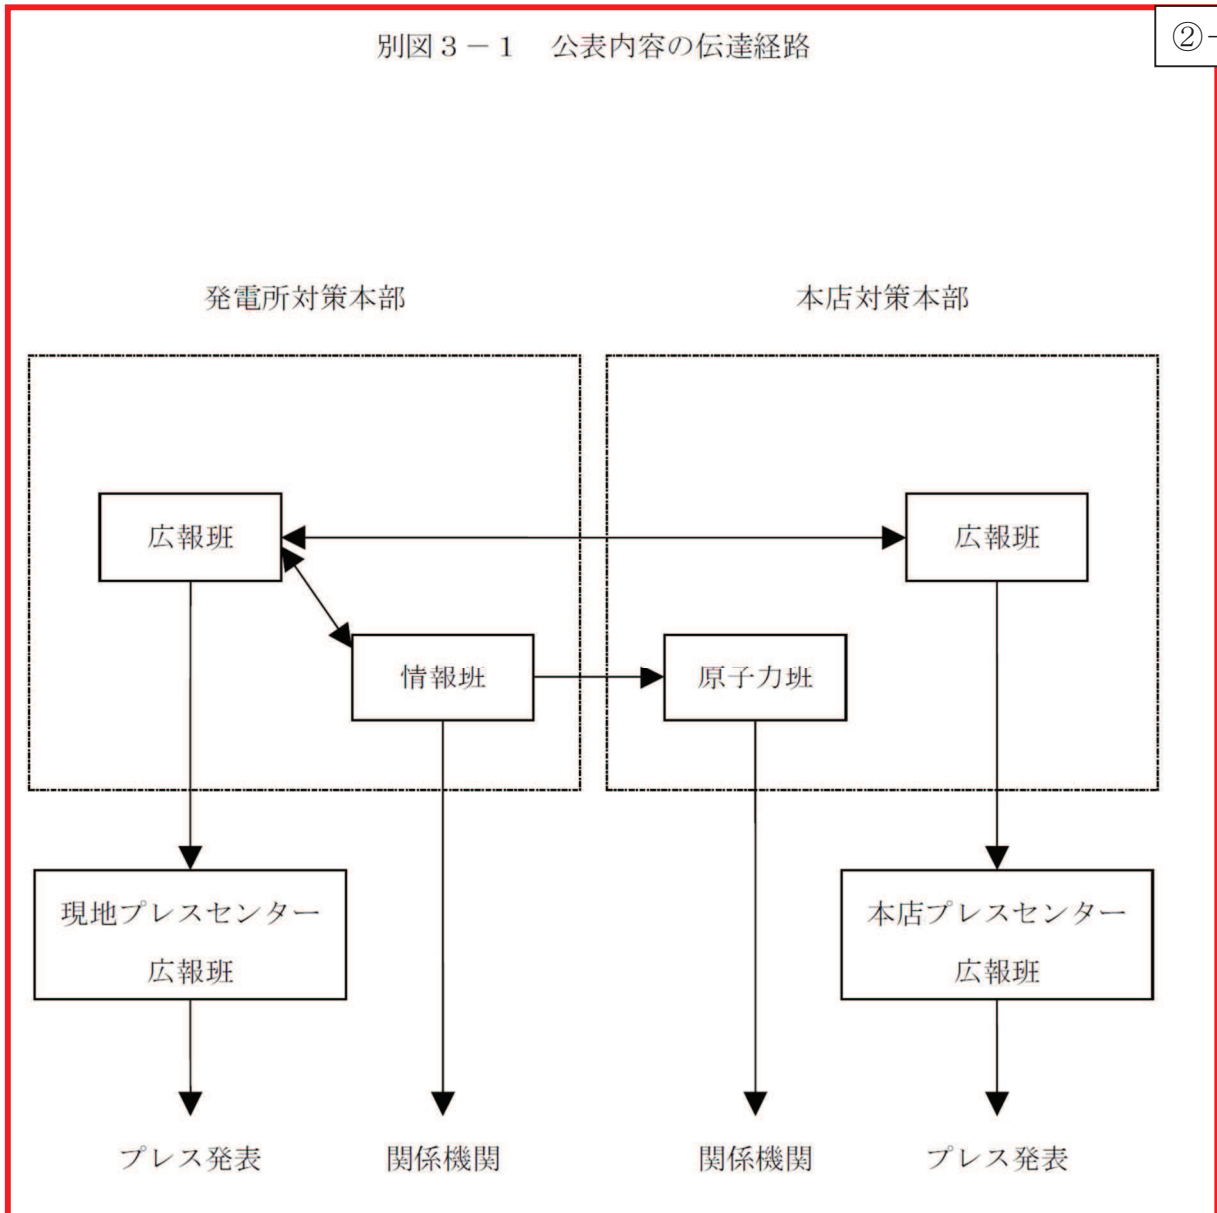 別図３－１　公表内容の伝達経路
②-
発電所対策本部
本店対策本部
広報班
広報班
情報班
原子力班
現地プレスセンター
広報班
本店プレスセンター
広報班
プレス発表
関係機関
関係機関
プレス発表